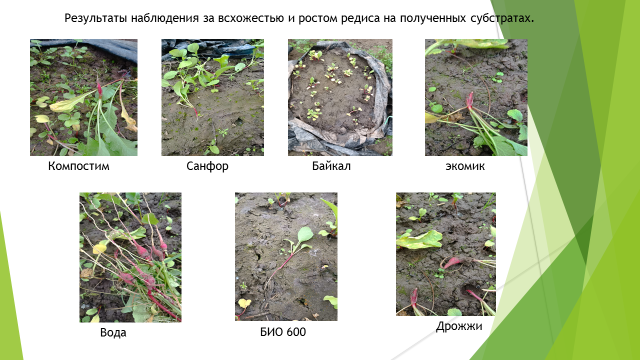 Результаты наблюдения за всхожестью и ростом редиса на полученных субстратах.
Компостим
Санфор
Байкал
экомик
Вода
БИО 600
Дрожжи